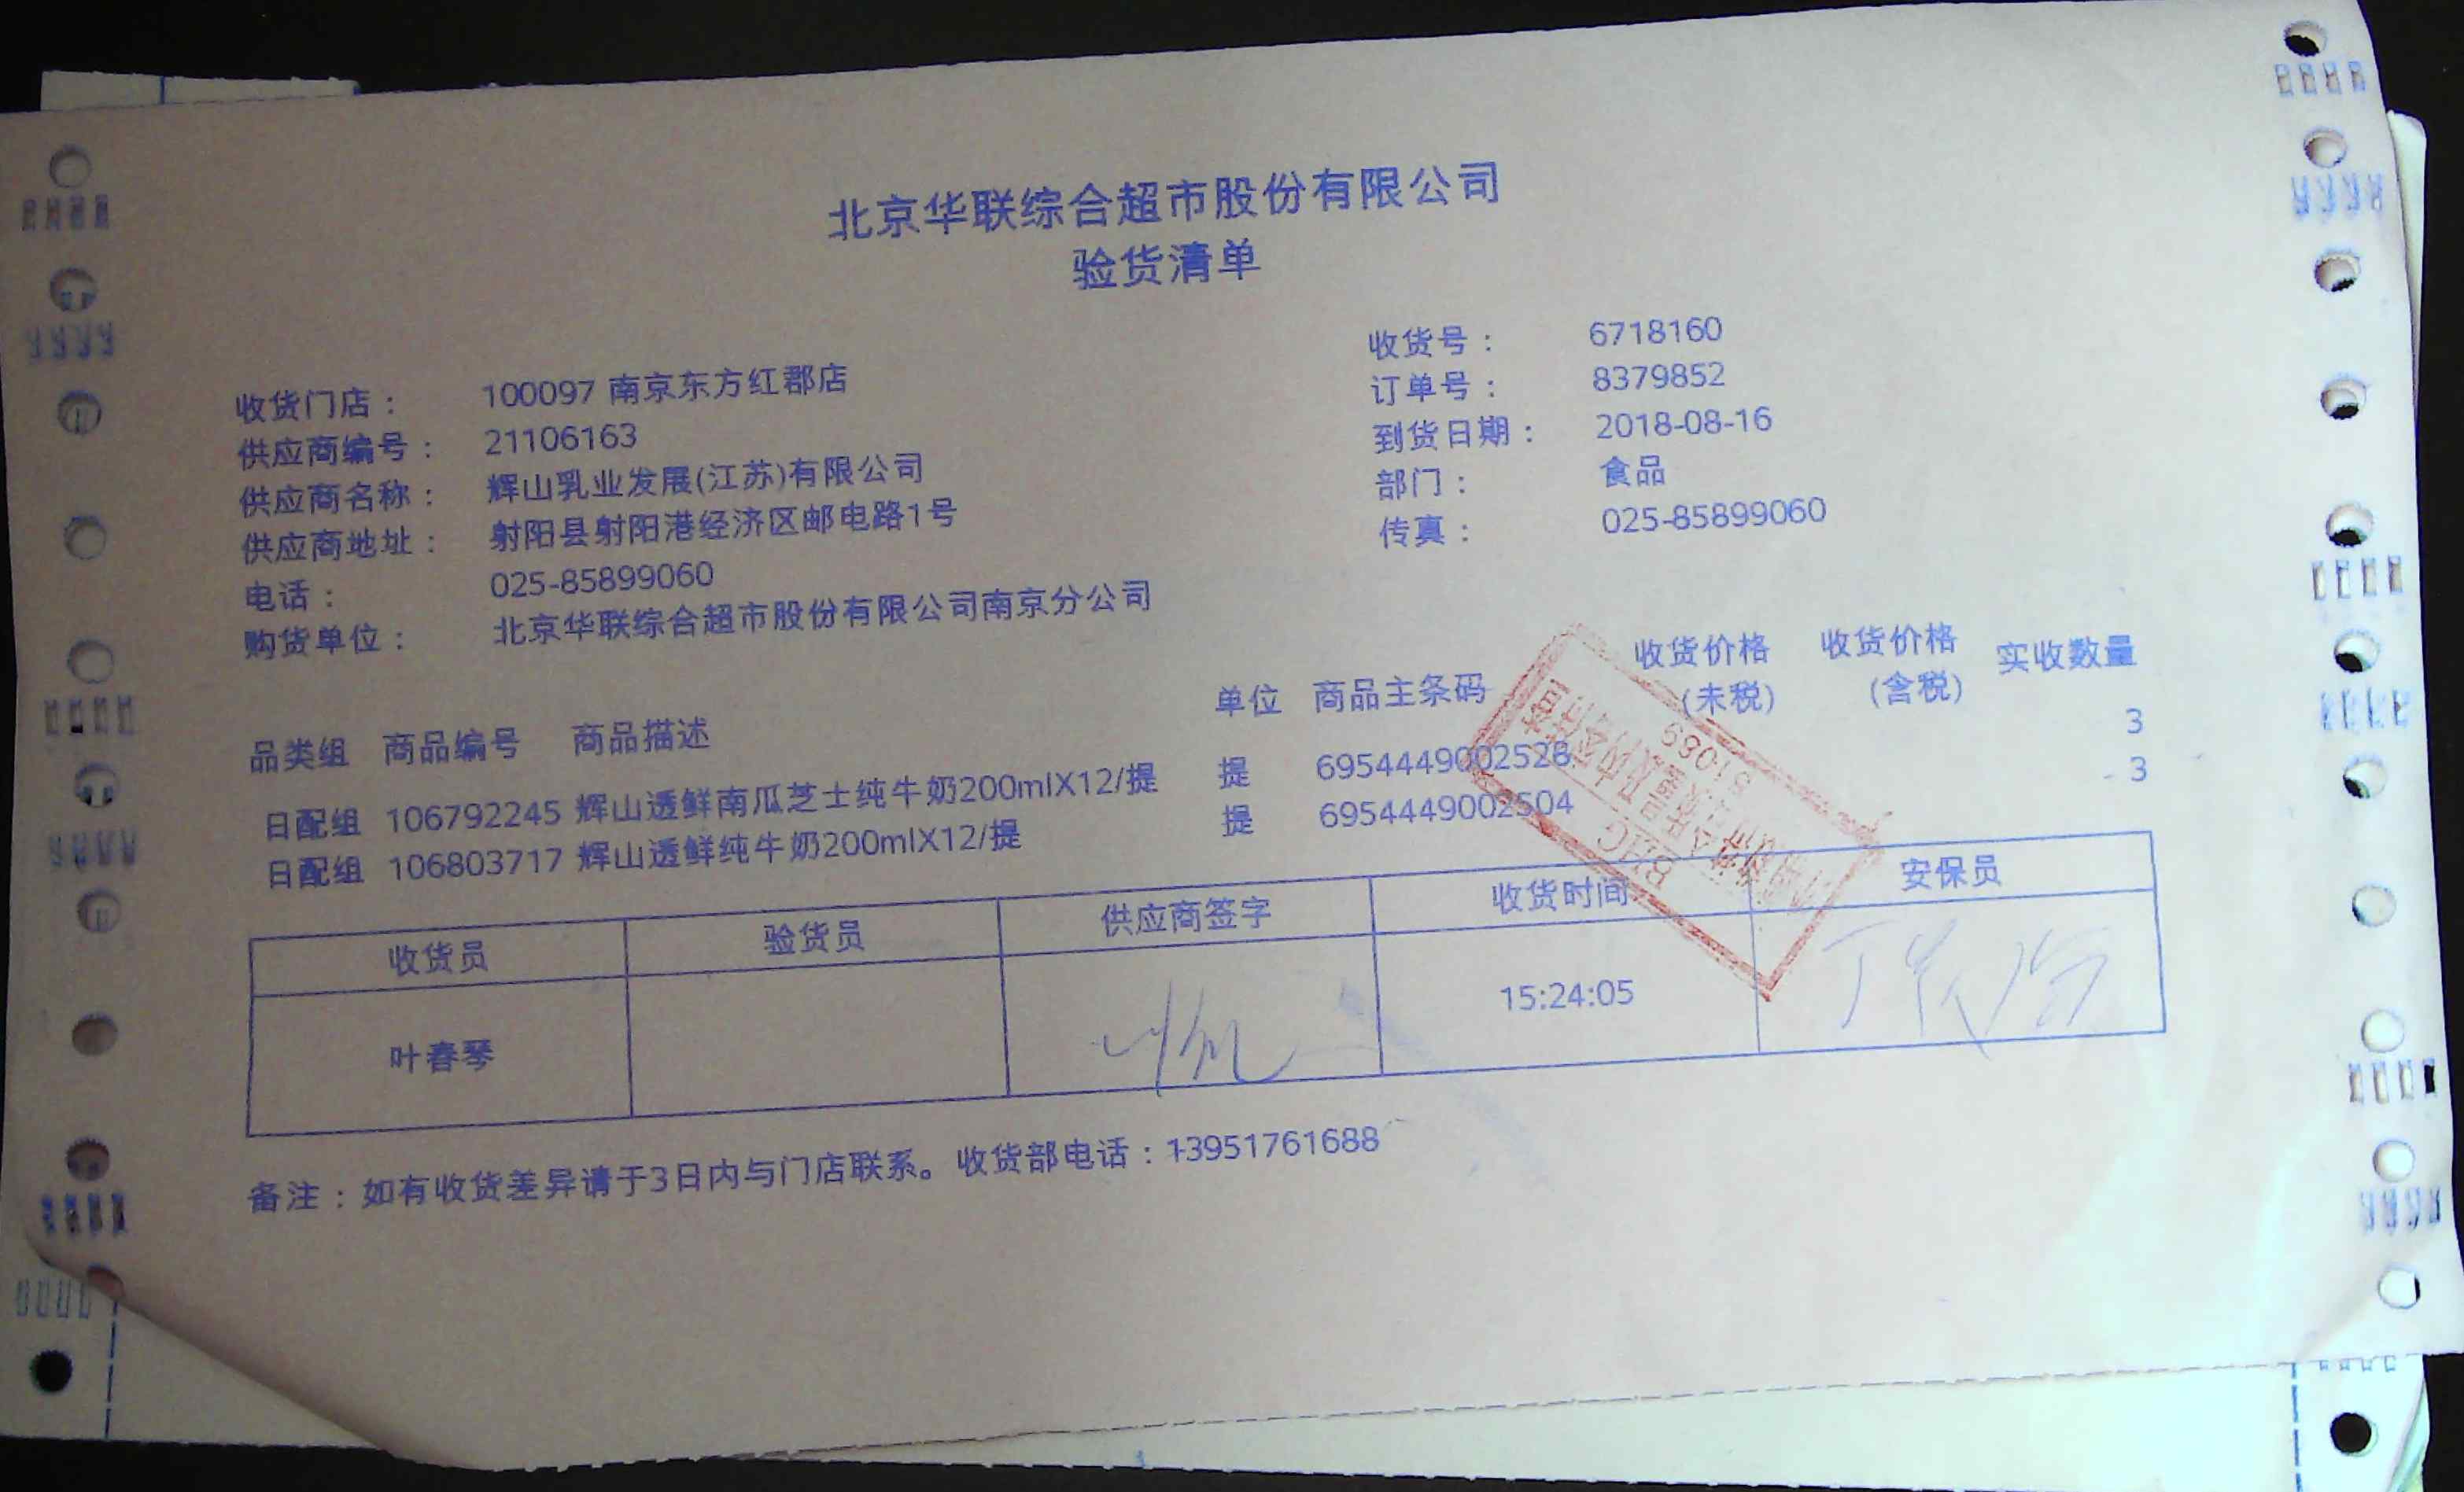 北京华联综合超市股份有限公司
验货清单
收货号： 6718160
收货门店： 100097 南京东方红郡店 订单号： 8379852
供应商编号： 21106163 到货日期： 2018-08-16
供应商名称： 辉山乳业发展(江苏)有限公司 部门： 食品
供应商地址： 射阳县射阳港经济区邮电路1号 传真： 025-85899060
电话： 025-85899060
购货单位： 北京华联综合超市股份有限公司南京分公司
品类组 商品编号 商品描述 单位 商品主条码 收货价格 收货价格 实收数量
(未税) (含税)
日配组 106792245 辉山透鲜南瓜芝士纯牛奶200mlX12/提 提 6954449002528 3
日配组 106803717 辉山透鲜纯牛奶200mlX12/提 提 6954449002504 3
BHG
51089
收货员 验货员 供应商签字 收货时间 安保员
叶春琴 15:24:05
备注：如有收货差异请于3日内与门店联系。收货部电话：13951761688